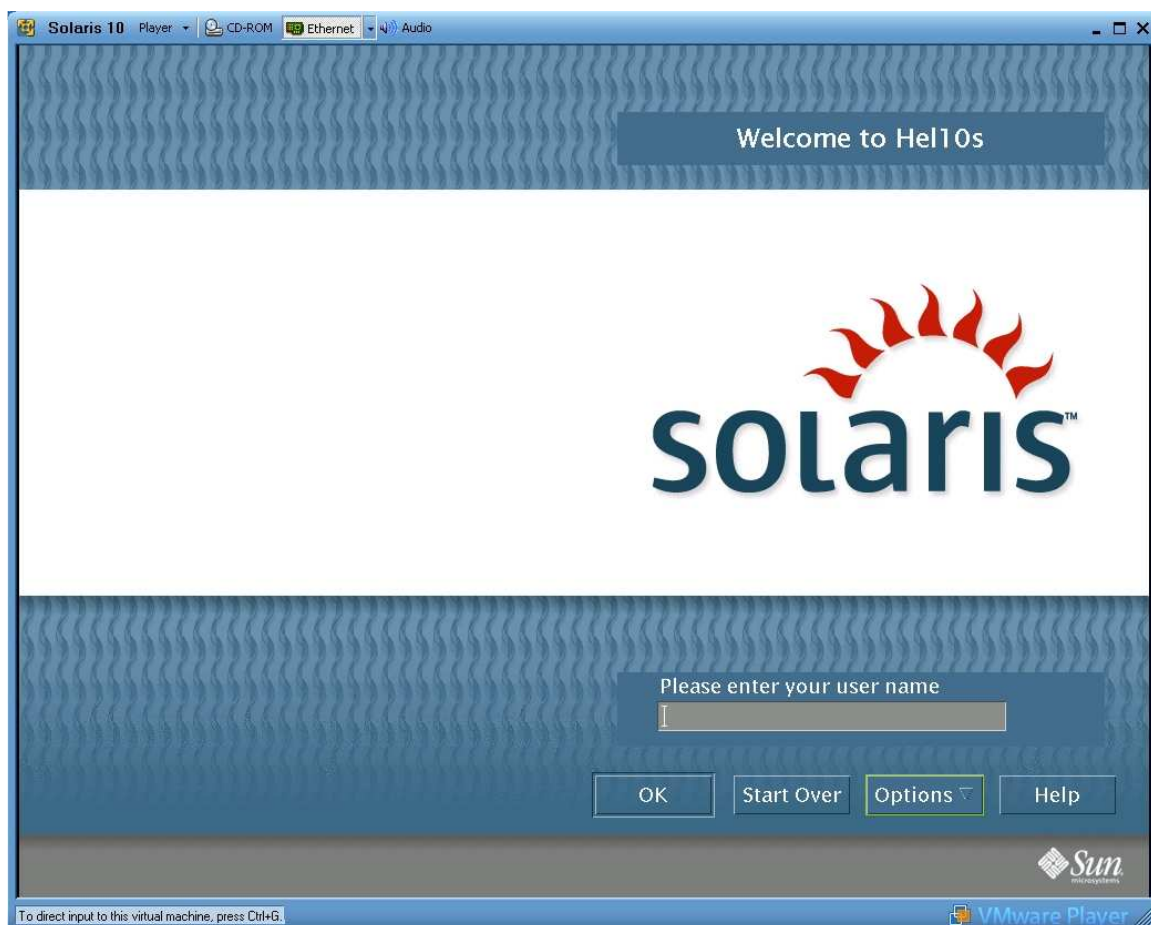 Solaris 10 Player CD-ROM Ethernet Audio
Welcome to Hel10s
solaris™
Please enter your user name
OK Start Over Options Help
Sun
microsystems
To direct input to this virtual machine, press Ctrl+G.
VMware Player